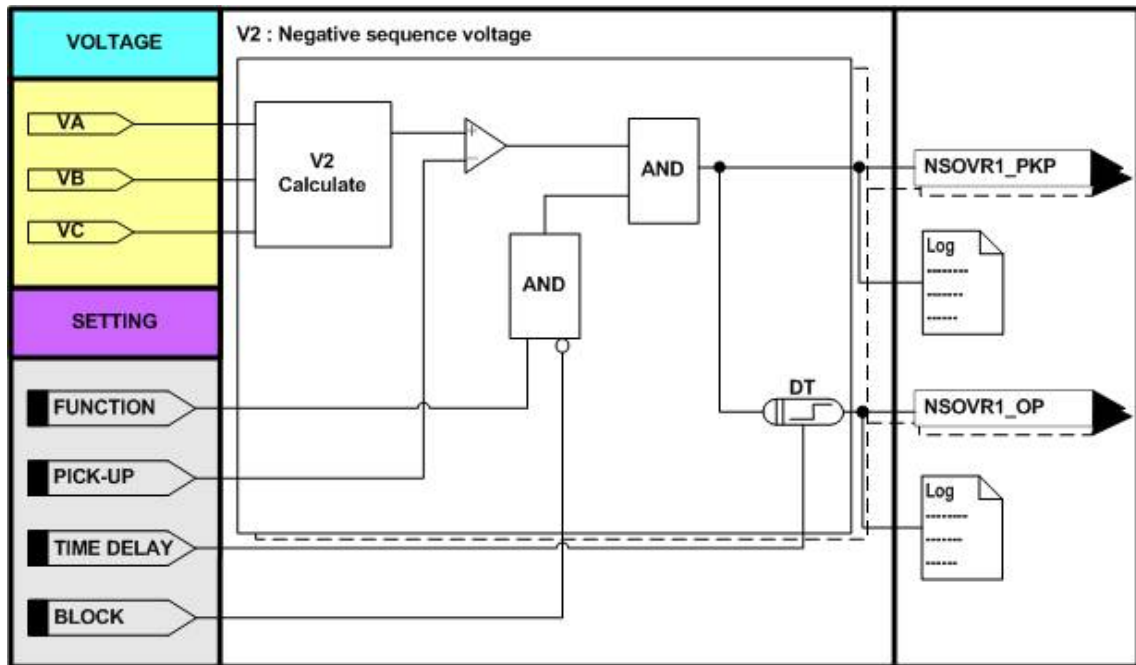 VOLTAGE
V2 : Negative sequence voltage
VA
VB
VC
V2
Calculate
+
−
AND
NSOVR1_PKP
AND
Log
SETTING
FUNCTION
DT
NSOVR1_OP
PICK-UP
Log
TIME DELAY
BLOCK